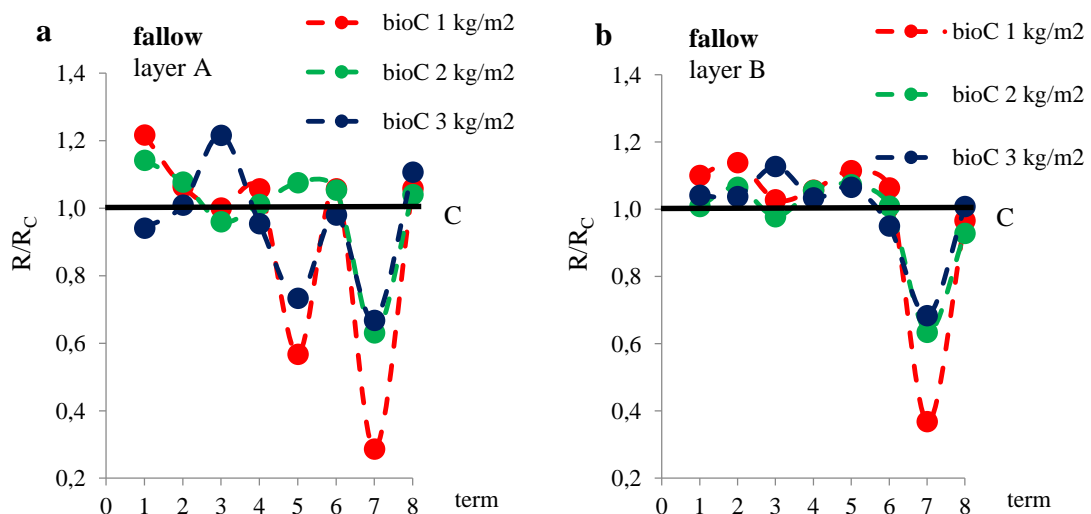 a
fallow
layer A
bioC 1 kg/m2
bioC 2 kg/m2
bioC 3 kg/m2
1,4
1,2
1,0
0,8
0,6
0,4
0,2
R/RC
C
0 1 2 3 4 5 6 7 8 term
b
fallow
layer B
bioC 1 kg/m2
bioC 2 kg/m2
bioC 3 kg/m2
1,4
1,2
1,0
0,8
0,6
0,4
0,2
R/RC
C
0 1 2 3 4 5 6 7 8 term